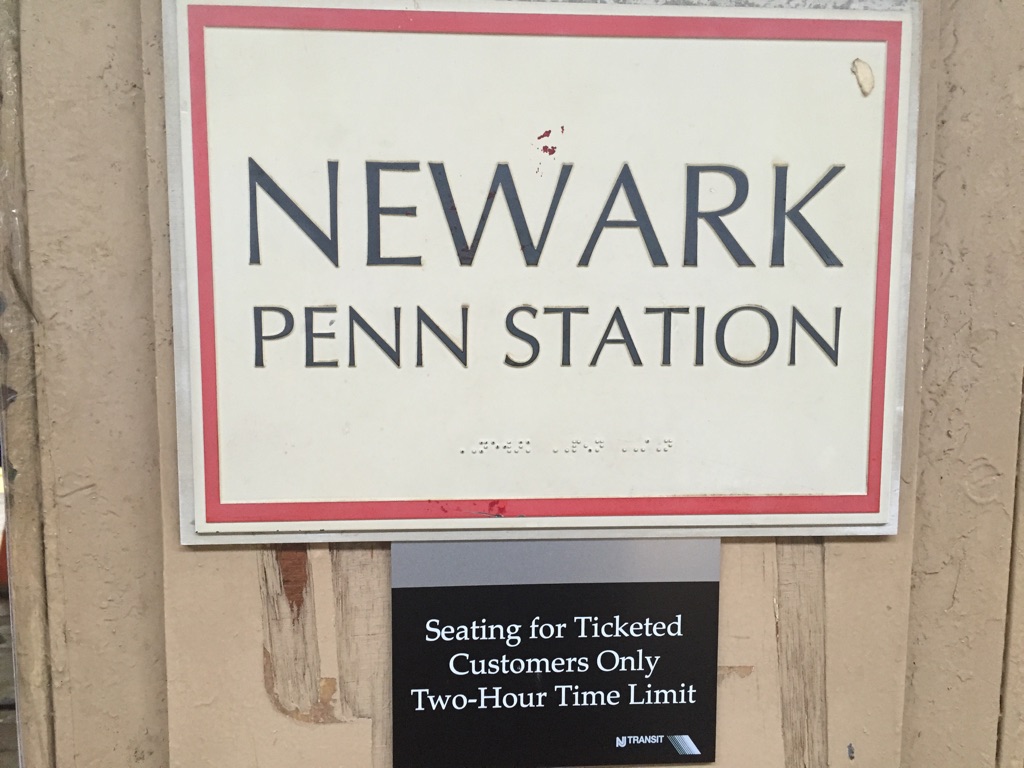 NEWARK
PENN STATION
Seating for Ticketed
Customers Only
Two-Hour Time Limit
NJ TRANSIT